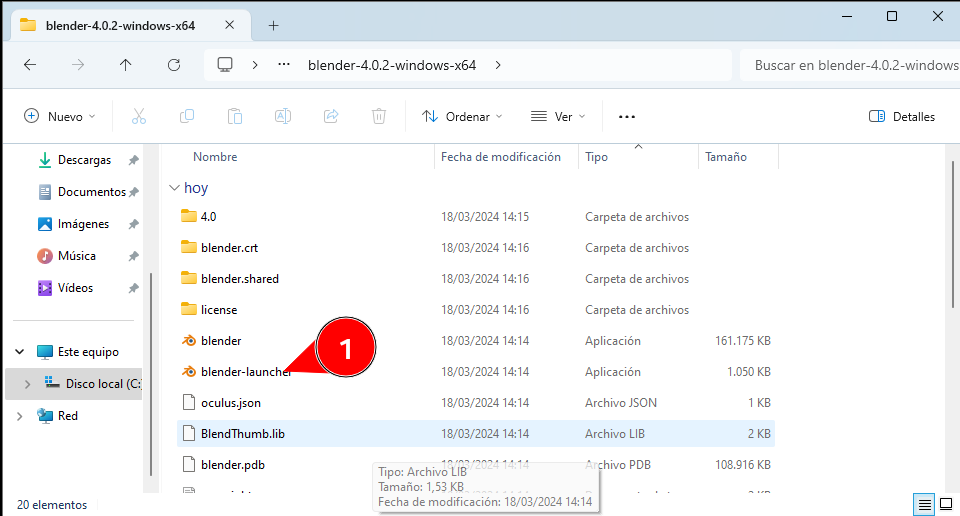 blender-4.0.2-windows-x64
blender-4.0.2-windows-x64
Buscar en blender-4.0.2-windows
Nuevo
Ordenar
Ver
Detalles
Descargas
Documentos
Imágenes
Música
Vídeos
Este equipo
Disco local (C:
Red
Nombre Fecha de modificación Tipo Tamaño
hoy
4.0 18/03/2024 14:15 Carpeta de archivos
blender.crt 18/03/2024 14:16 Carpeta de archivos
blender.shared 18/03/2024 14:16 Carpeta de archivos
license 18/03/2024 14:16 Carpeta de archivos
blender 18/03/2024 14:14 Aplicación 161.175 KB
blender-launcher 18/03/2024 14:14 Aplicación 1.050 KB
1
oculus.json 18/03/2024 14:14 Archivo JSON 1 KB
BlendThumb.lib 18/03/2024 14:14 Archivo LIB 2 KB
blender.pdb 18/03/2024 14:14 Archivo PDB 108.916 KB
Tipo: Archivo LIB
Tamaño: 1,53 KB
Fecha de modificación: 18/03/2024 14:14
20 elementos